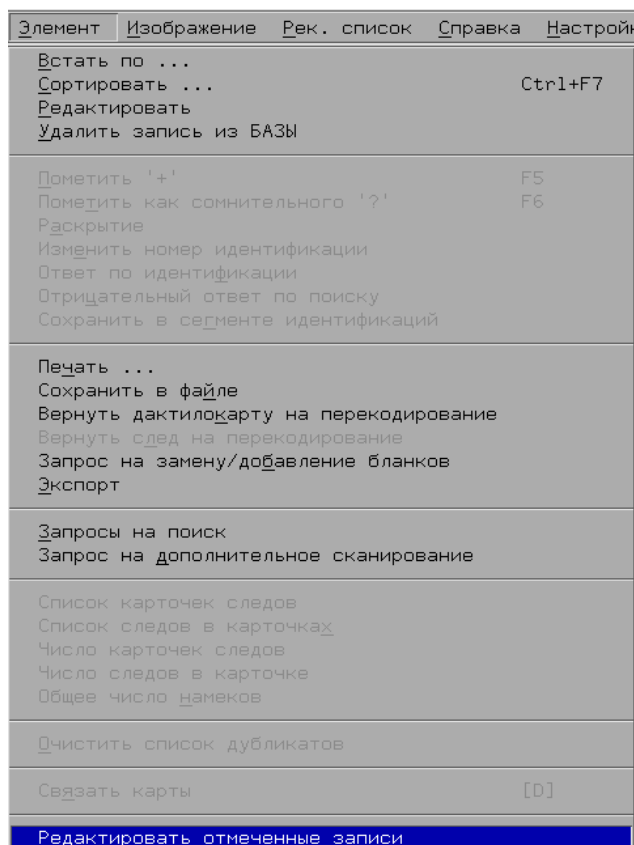 Элемент Изображение Рек. список Справка Настрой
Встать по ...
Сортировать ... Ctrl+F7
Редактировать
Удалить запись из БАЗЫ
Пометить '+' F5
Пометить как сомнительного '?' F6
Раскрытие
Изменить номер идентификации
Ответ по идентификации
Отрицательный ответ по поиску
Сохранить в сегменте идентификаций
Печать ...
Сохранить в файле
Вернуть дактилокарту на перекодирование
Вернуть след на перекодирование
Запрос на замену/добавление бланков
Экспорт
Запросы на поиск
Запрос на дополнительное сканирование
Список карточек следов
Список следов в карточках
Число карточек следов
Число следов в карточке
Общее число намеков
Очистить список дубликатов
Связать карты [D]
Редактировать отмеченные записи